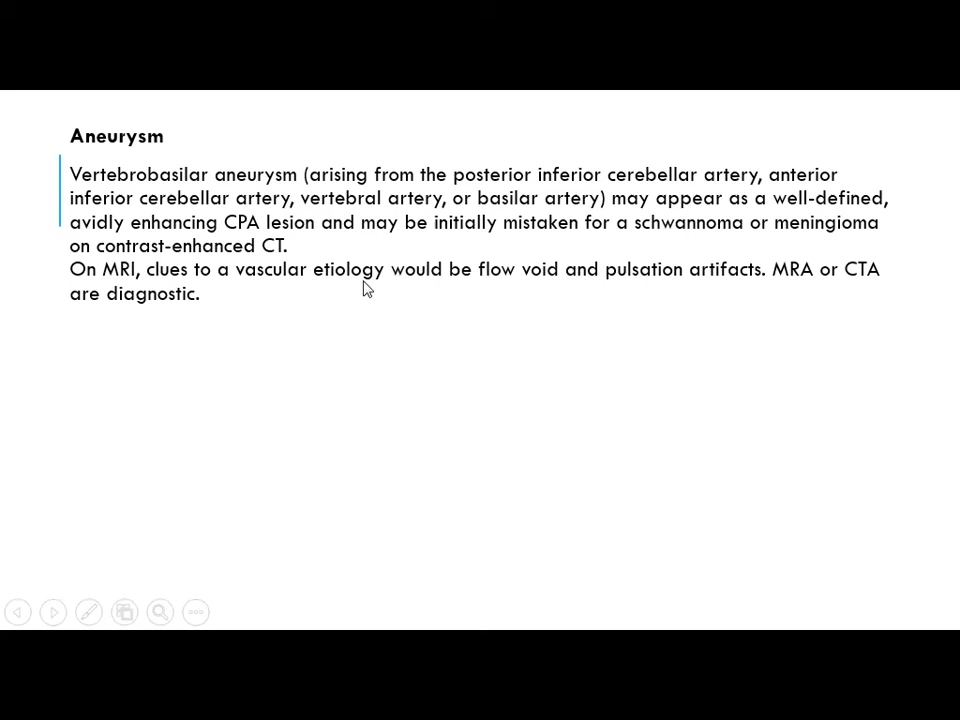 Aneurysm
Vertebrobasilar aneurysm (arising from the posterior inferior cerebellar artery, anterior
inferior cerebellar artery, vertebral artery, or basilar artery) may appear as a well-defined,
avidly enhancing CPA lesion and may be initially mistaken for a schwannoma or meningioma
on contrast-enhanced CT.
On MRI, clues to a vascular etiology would be flow void and pulsation artifacts. MRA or CTA
are diagnostic.